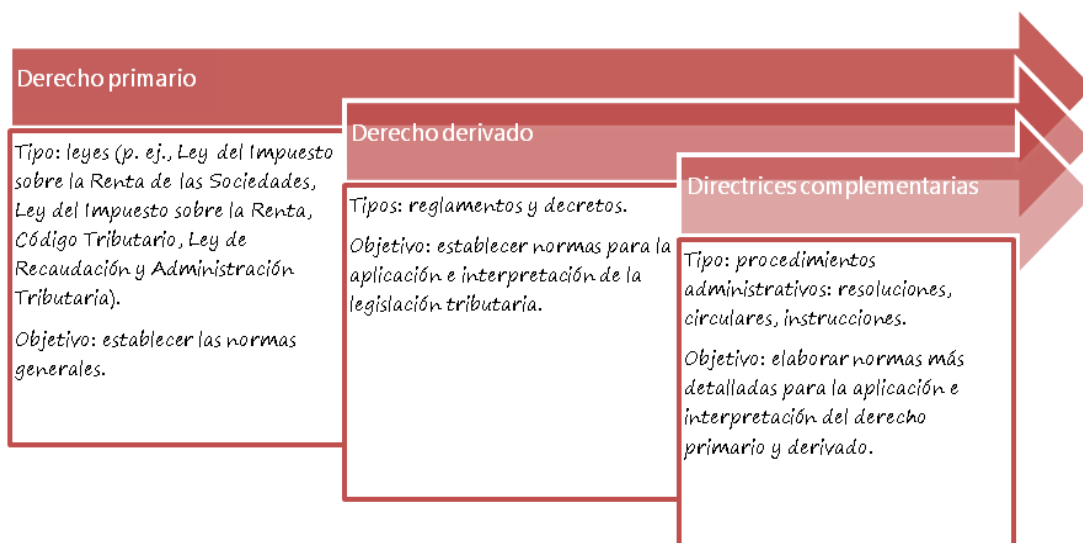 Derecho primario
Tipo: leyes (p. ej., Ley del Impuesto
sobre la Renta de las Sociedades,
Ley del Impuesto sobre la Renta,
Código Tributario, Ley de
Recaudación y Administración
Tributaria).
Objetivo: establecer las normas
generales.
Derecho derivado
Tipos: reglamentos y decretos.
Objetivo: establecer normas para la
aplicación e interpretación de la
legislación tributaria.
Directrices complementarias
Tipo: procedimientos
administrativos: resoluciones,
circulares, instrucciones.
Objetivo: elaborar normas más
detalladas para la aplicación e
interpretación del derecho
primario y derivado.